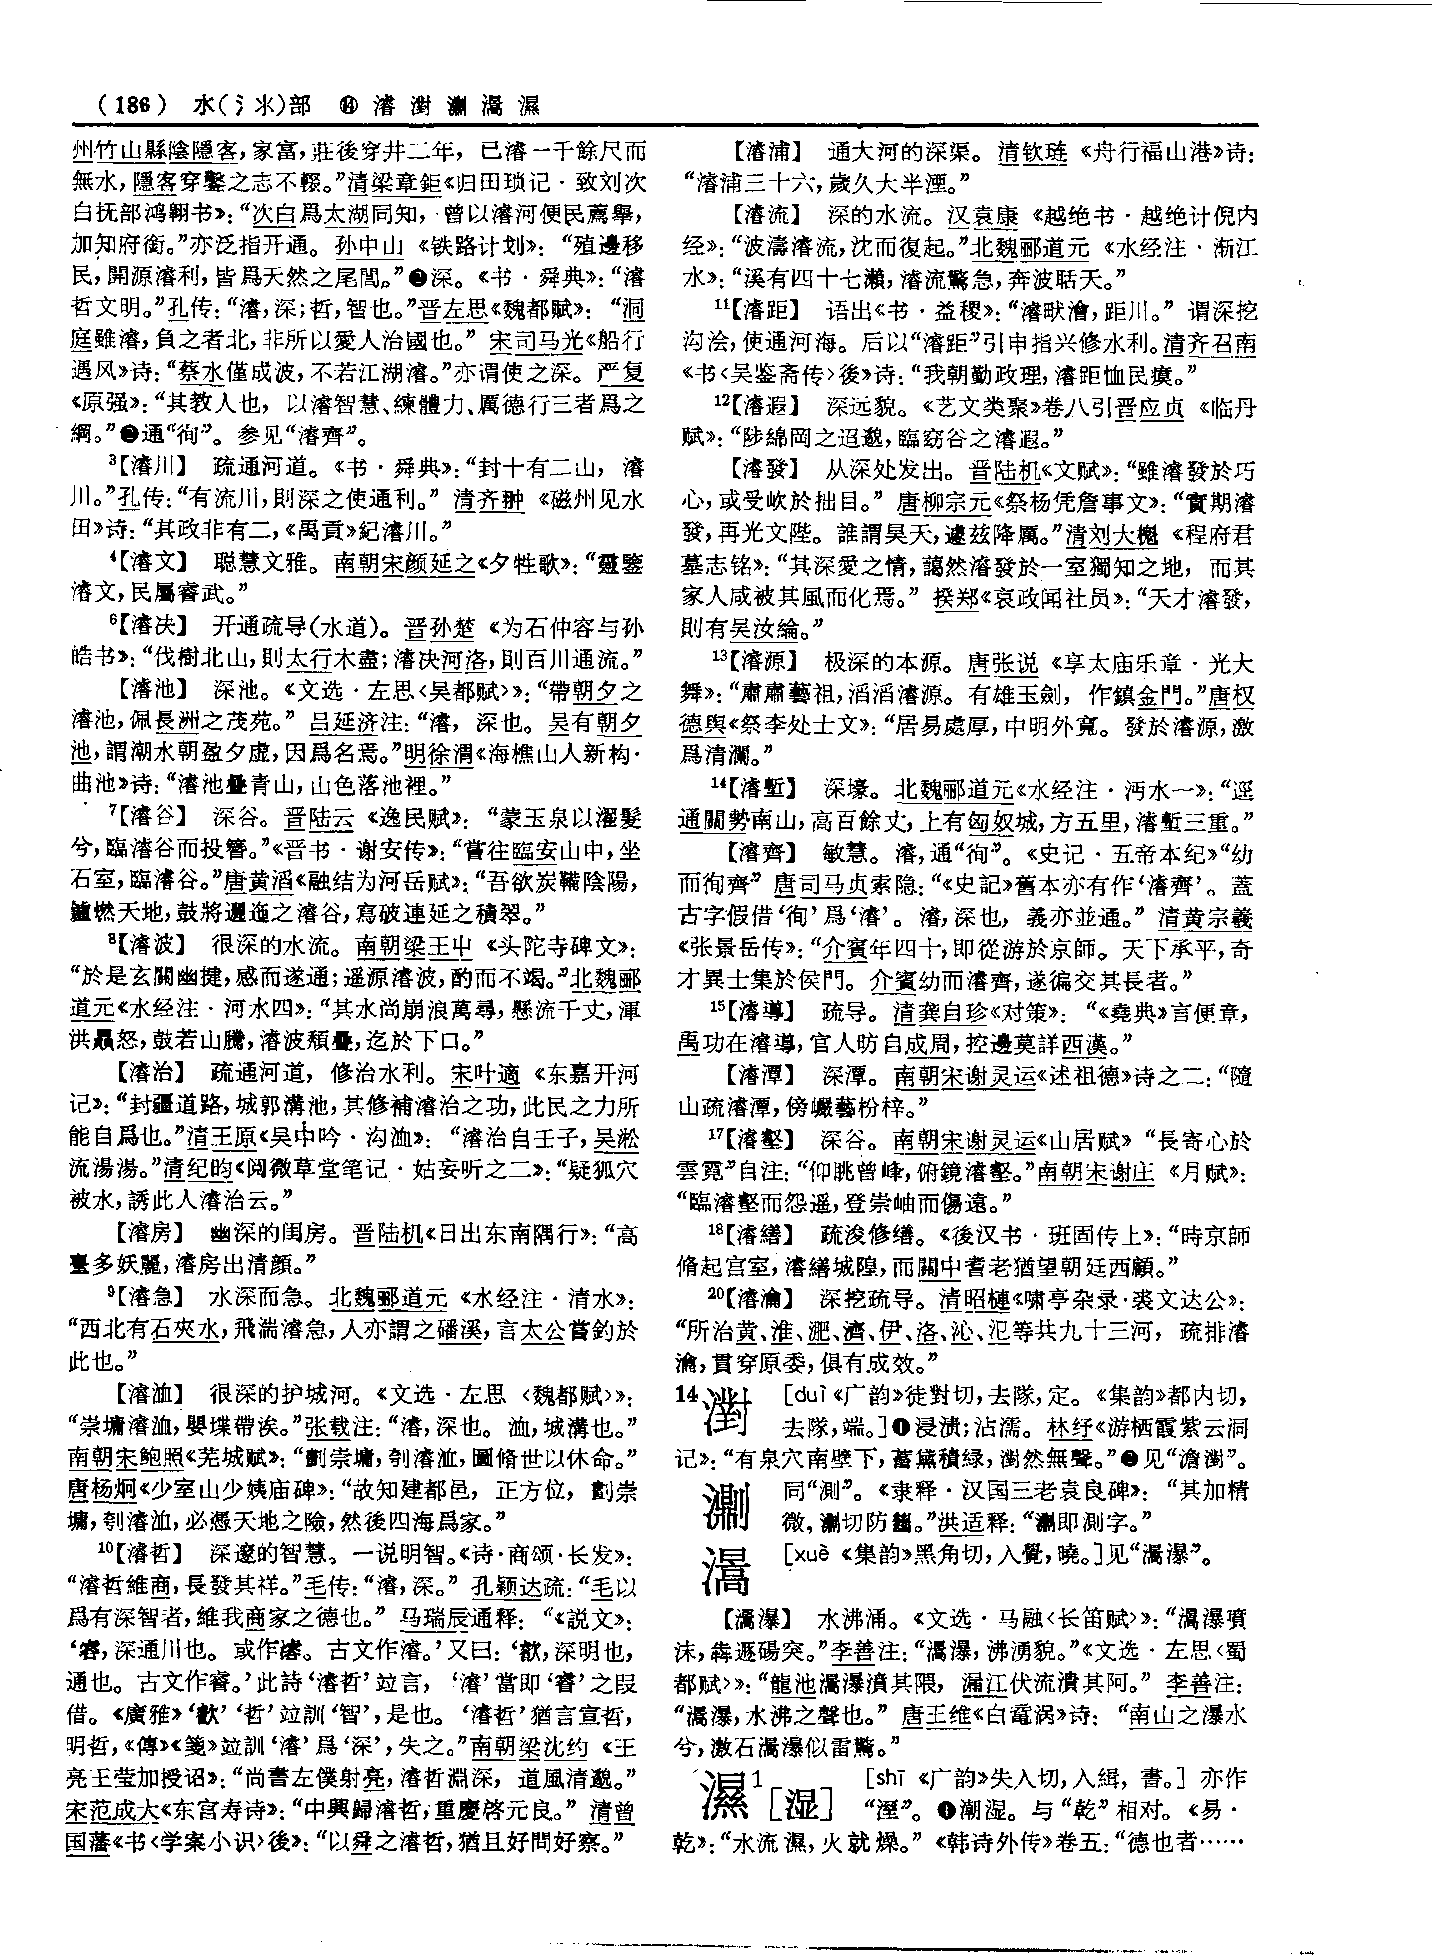 (186) 水(氵氺)部 ⑭ 濬濧𤄖濄濕
州竹山縣陰隱客，家富，莊後穿井二年，已濬一千餘尺而
無水，隱客穿鑿之志不輟。”清梁章鉅《归田琐记·致刘次
白抚部鸿翱书》：“次白爲太湖同知，曾以濬河便民薦舉，
加知府銜。”亦泛指开通。孙中山《铁路计划》：“殖邊移
民，開源濬利，皆爲天然之尾閭。”❷深。《书·舜典》：“濬
哲文明。”孔传：“濬，深；哲，智也。”晋左思《魏都赋》：“洞
庭雖濬，負之者北，非所以愛人治國也。”宋司马光《船行
遇风》诗：“蔡水僅成波，不若江湖濬。”亦谓使之深。严复
《原强》：“其教人也，以濬智慧、練體力、厲德行三者爲之
綱。”❸通“徇”。参见“濬齊”。
3【濬川】 疏通河道。《书·舜典》：“封十有二山，濬
川。”孔传：“有流川，則深之使通利。”清齐翀《磁州见水
田》诗：“其政非有二，《禹貢》紀濬川。”
4【濬文】 聪慧文雅。南朝宋颜延之《夕牲歌》：“靈鑒
濬文，民屬睿武。”
6【濬决】 开通疏导(水道)。晋孙楚《为石仲容与孙
皓书》：“伐樹北山，則太行木盡；濬决河洛，則百川通流。”
【濬池】 深池。《文选·左思〈吴都赋〉》：“帶朝夕之
濬池，佩長洲之茂苑。”吕延济注：“濬，深也。吴有朝夕
池，謂潮水朝盈夕虚，因爲名焉。”明徐渭《海樵山人新构·
曲池》诗：“濬池疊青山，山色落池裡。”
7【濬谷】 深谷。晋陆云《逸民赋》：“蒙玉泉以濯髮
兮，臨濬谷而投簪。”《晋书·谢安传》：“嘗往臨安山中，坐
石室，臨濬谷。”唐黄滔《融结为河岳赋》：“吾欲炭鞴陰陽，
鑪燃天地，鼓將邐迤之濬谷，寫破連延之積翠。”
8【濬波】 很深的水流。南朝梁王屮《头陀寺碑文》：
“於是玄關幽揵，感而遂通；遥源濬波，酌而不竭。”北魏郦
道元《水经注·河水四》：“其水尚崩浪萬尋，懸流千丈，渾
洪贔怒，鼓若山騰，濬波頹疊，迄於下口。”
【濬治】 疏通河道，修治水利。宋叶適《东嘉开河
记》：“封疆道路，城郭溝池，其修補濬治之功，此民之力所
能自爲也。”清王原《吴中吟·沟洫》：“濬治自壬子，吴淞
流湯湯。”清纪昀《阅微草堂笔记·姑妄听之二》：“疑狐穴
被水，誘此人濬治云。”
【濬房】 幽深的闺房。晋陆机《日出东南隅行》：“高
臺多妖麗，濬房出清顔。”
9【濬急】 水深而急。北魏郦道元《水经注·清水》：
“西北有石夾水，飛湍濬急，人亦謂之磻溪，言太公嘗釣於
此也。”
【濬洫】 很深的护城河。《文选·左思〈魏都赋〉》：
“崇墉濬洫，嬰堞帶涘。”张载注：“濬，深也。洫，城溝也。”
南朝宋鲍照《芜城赋》：“劃崇墉，刳濬洫，圖脩世以休命。”
唐杨炯《少室山少姨庙碑》：“故知建都邑，正方位，劃崇
墉，刳濬洫，必憑天地之險，然後四海爲家。”
10【濬哲】 深邃的智慧。一说明智。《诗·商颂·长发》：
“濬哲維商，長發其祥。”毛传：“濬，深。”孔颖达疏：“毛以
爲有深智者，維我商家之德也。”马瑞辰通释：“《説文》：
‘䜭，深通川也。或作濬。古文作濬。’又曰：‘叡，深明也，
通也。古文作睿。’此詩‘濬哲’竝言，‘濬’當即‘睿’之叚
借。《廣雅》‘叡’‘哲’竝訓‘智’，是也。‘濬哲’猶言宣哲，
明哲，《傳》《箋》竝訓‘濬’爲‘深’，失之。”南朝梁沈约《王
亮王莹加授诏》：“尚書左僕射亮，濬哲淵深，道風清邈。”
宋范成大《东宫寿诗》：“中興歸濬哲，重慶啓元良。”清曾
国藩《书〈学案小识〉後》：“以舜之濬哲，猶且好問好察。”
【濬浦】 通大河的深渠。清钦琏《舟行福山港》诗：
“濬浦三十六，歲久大半湮。”
【濬流】 深的水流。汉袁康《越绝书·越绝计倪内
经》：“波濤濬流，沈而復起。”北魏郦道元《水经注·渐江
水》：“溪有四十七瀨，濬流驚急，奔波聒天。”
11【濬距】 语出《书·益稷》：“濬畎澮，距川。”谓深挖
沟浍，使通河海。后以“濬距”引申指兴修水利。清齐召南
《书〈吴鉴斋传〉後》诗：“我朝勤政理，濬距恤民瘼。”
12【濬遐】 深远貌。《艺文类聚》卷八引晋应贞《临丹
赋》：“陟綿岡之迢邈，臨窈谷之濬遐。”
【濬發】 从深处发出。晋陆机《文赋》：“雖濬發於巧
心，或受㰞於拙目。”唐柳宗元《祭杨凭詹事文》：“實期濬
發，再光文陛。誰謂昊天，遽兹降厲。”清刘大櫆《程府君
墓志铭》：“其深愛之情，藹然濬發於一室獨知之地，而其
家人咸被其風而化焉。”揆郑《哀政闻社员》：“天才濬發，
則有吴汝綸。”
13【濬源】 极深的本源。唐张说《享太庙乐章·光大
舞》：“肅肅藝祖，滔滔濬源。有雄玉劍，作鎮金門。”唐权
德舆《祭李处士文》：“居易處厚，中明外寬。發於濬源，激
爲清瀾。”
14【濬塹】 深壕。北魏郦道元《水经注·沔水一》：“逕
通關勢南山，高百餘丈，上有匈奴城，方五里，濬塹三重。”
【濬齊】 敏慧。濬，通“徇”。《史记·五帝本纪》“幼
而徇齊”唐司马贞索隐：“《史記》舊本亦有作‘濬齊’。蓋
古字假借‘徇’爲‘濬’。濬，深也，義亦並通。”清黄宗羲
《张景岳传》：“介賓年四十，即從游於京師。天下承平，奇
才異士集於侯門。介賓幼而濬齊，遂徧交其長者。”
15【濬導】 疏导。清龚自珍《对策》：“《堯典》言便章，
禹功在濬導，官人昉自成周，控邊莫詳西漢。”
【濬潭】 深潭。南朝宋谢灵运《述祖德》诗之二：“隨
山疏濬潭，傍巘藝枌梓。”
17【濬壑】 深谷。南朝宋谢灵运《山居赋》“長寄心於
雲霓”自注：“仰眺曾峰，俯鏡濬壑。”南朝宋谢庄《月赋》：
“臨濬壑而怨遥，登崇岫而傷遠。”
18【濬繕】 疏浚修缮。《後汉书·班固传上》：“時京師
脩起宫室，濬繕城隍，而關中耆老猶望朝廷西顧。”
20【濬瀹】 深挖疏导。清昭梿《啸亭杂录·裘文达公》：
“所治黄、淮、淝、濟、伊、洛、沁、汜等共九十三河，疏排濬
瀹，貫穿原委，俱有成效。”
14濧 [duì《广韵》徒對切，去隊，定。《集韵》都内切，
去隊，端。]❶浸渍；沾濡。林纾《游栖霞紫云洞
记》：“有泉穴南壁下，蓄黛積緑，濧然無聲。”❷见“澹濧”。
同“測”。《隶释·汉国三老袁良碑》：“其加精
微，切防。”洪适释：“即測字。”
[xuè《集韵》黑角切，入覺，曉。]见“瀑”。
【瀑】 水沸涌。《文选·马融〈长笛赋〉》：“瀑噴
沫，犇遯碭突。”李善注：“瀑，沸湧貌。”《文选·左思〈蜀
都赋〉》：“龍池瀑濆其隈，漏江伏流潰其阿。”李善注：
“瀑，水沸之聲也。”唐王维《白鼋涡》诗：“南山之瀑水
兮，激石瀑似雷驚。”
濕1[湿] [shī《广韵》失入切，入緝，書。]亦作
“溼”。❶潮湿。与“乾”相对。《易·
乾》：“水流濕，火就燥。”《韩诗外传》卷五：“德也者……